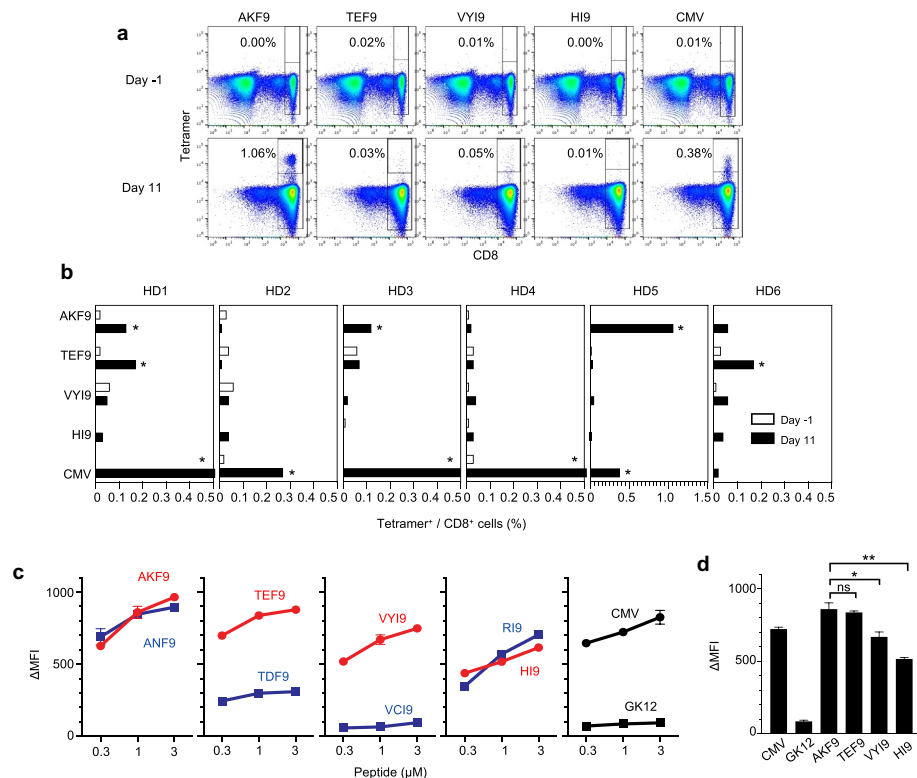 a
AKF9 TEF9 VYI9 HI9 CMV
Day -1
0.00% 0.02% 0.01% 0.00% 0.01%
Tetramer
Day 11
1.06% 0.03% 0.05% 0.01% 0.38%
CD8
b
HD1 HD2 HD3 HD4 HD5 HD6
AKF9 * * *
TEF9 * *
VYI9
HI9
CMV * * * * *
Day -1
Day 11
0 0.1 0.2 0.3 0.4 0.5 0 0.1 0.2 0.3 0.4 0.5 0 0.1 0.2 0.3 0.4 0.5 0 0.1 0.2 0.3 0.4 0.5 0 0.5 1.0 1.5 0 0.1 0.2 0.3 0.4 0.5
Tetramer⁺ / CD8⁺ cells (%)
c
ΔMFI
1000
500
0
AKF9
ANF9
TEF9
TDF9
VYI9
VCI9
RI9
HI9
CMV
GK12
0.3 1 3 0.3 1 3 0.3 1 3 0.3 1 3 0.3 1 3
Peptide (μM)
d
**
*
ns
ΔMFI
1000
500
0
CMV GK12 AKF9 TEF9 VYI9 HI9